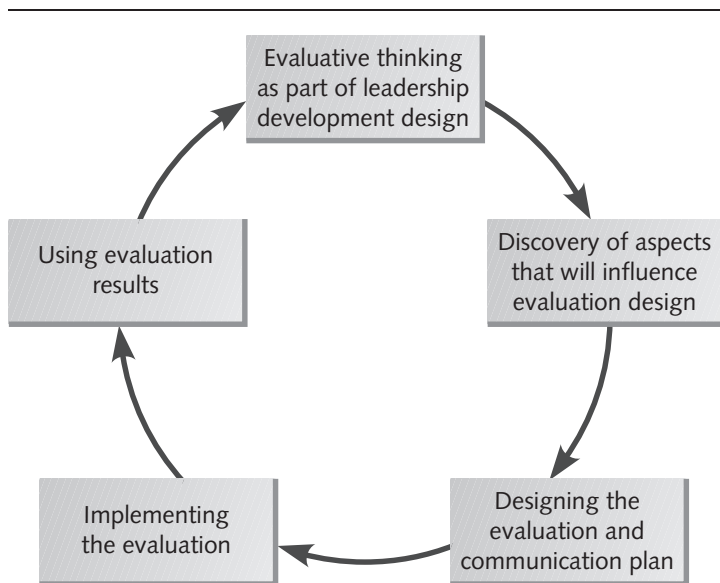 Evaluative thinking
as part of leadership
development design
Discovery of aspects
that will influence
evaluation design
Designing the
evaluation and
communication plan
Implementing
the evaluation
Using evaluation
results